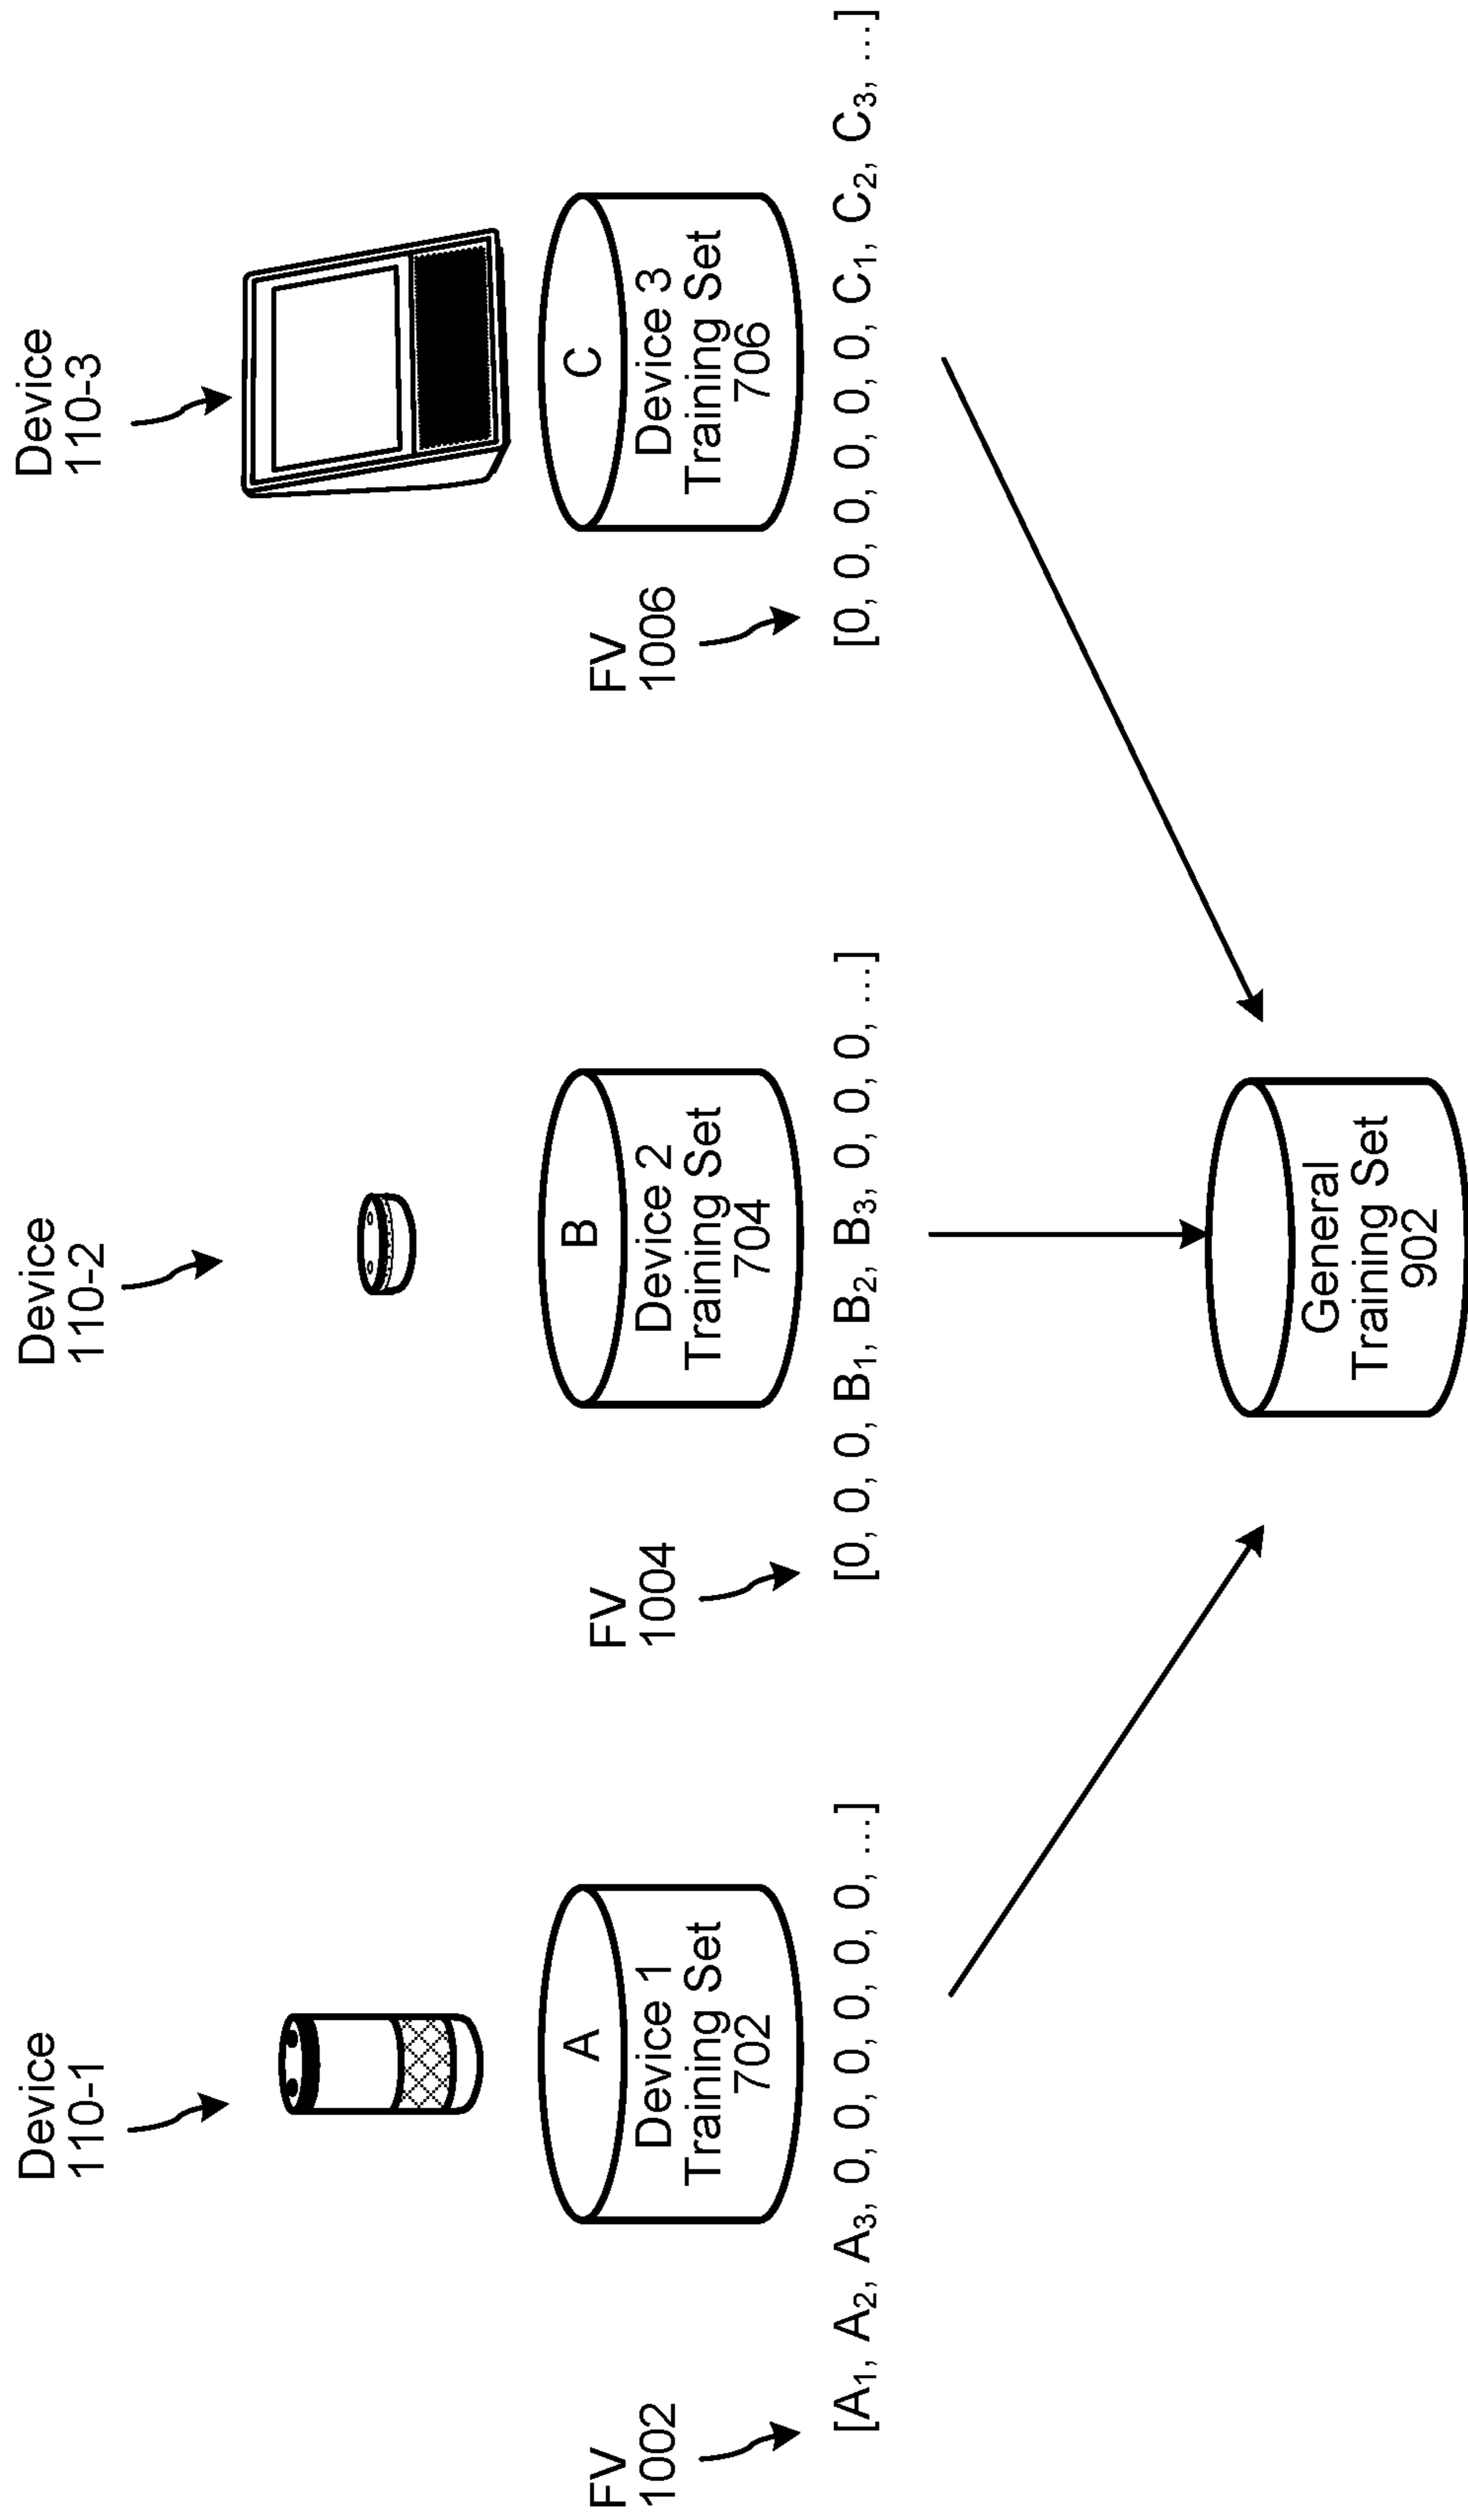 Device
110-1
Device
110-2
Device
110-3
A
Device 1
Training Set
702
B
Device 2
Training Set
704
C
Device 3
Training Set
706
FV
1002
FV
1004
FV
1006
[A₁, A₂, A₃, 0, 0, 0, 0, 0, 0, ...]
[0, 0, 0, B₁, B₂, B₃, 0, 0, 0, ...]
[0, 0, 0, 0, 0, 0, C₁, C₂, C₃, ...]
General
Training Set
902